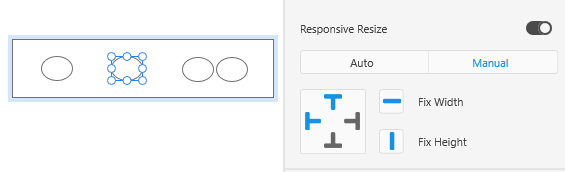 Responsive Resize
Auto
Manual
Fix Width
Fix Height